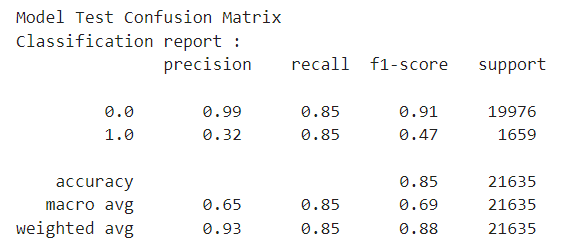 Model Test Confusion Matrix
Classification report :
precision recall f1-score support
0.0 0.99 0.85 0.91 19976
1.0 0.32 0.85 0.47 1659
accuracy 0.85 21635
macro avg 0.65 0.85 0.69 21635
weighted avg 0.93 0.85 0.88 21635